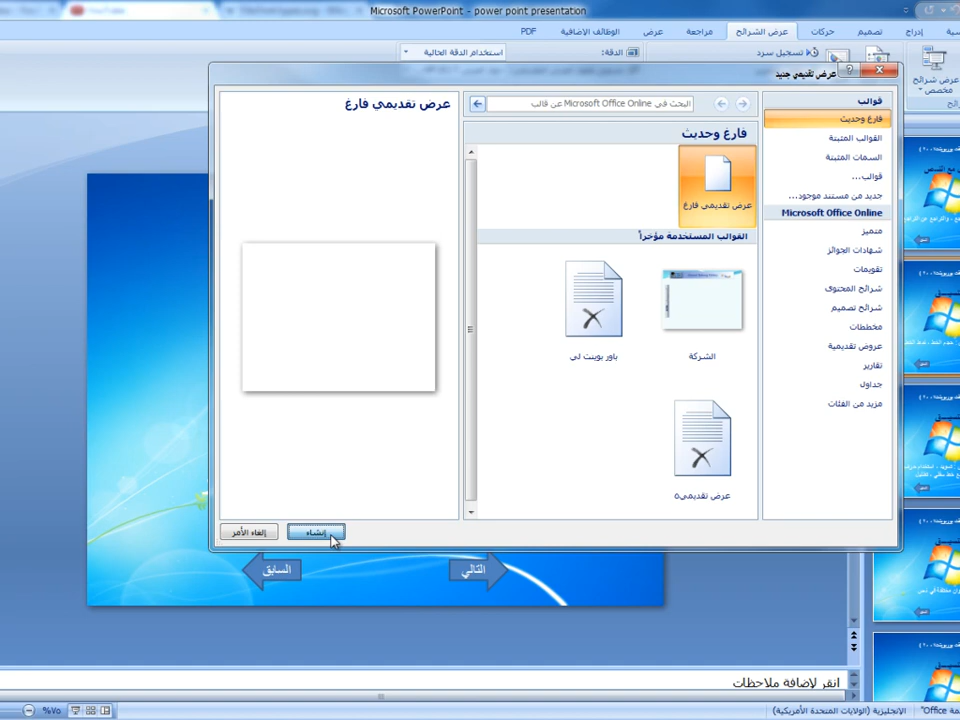 Microsoft PowerPoint - power point presentation
إدراج
تصميم
حركات
عرض الشرائح
مراجعة
عرض
الوظائف الإضافية
PDF
عرض شرائح
مخصص
تسجيل سرد
الدقة:
استخدام الدقة الحالية
عرض تقديمي جديد
قوالب
فارغ وحديث
القوالب المثبتة
السمات المثبتة
قوالب...
جديد من مستند موجود...
Microsoft Office Online
متميز
شهادات الجوائز
تقويمات
شرائح المحتوى
شرائح تصميم
مخططات
عروض تقديمية
تقارير
جداول
مزيد من الفئات
البحث في Microsoft Office Online عن قالب
فارغ وحديث
عرض تقديمي فارغ
القوالب المستخدمة مؤخراً
الشركة
باور بوينت لي
عرض تقديمي٥
عرض تقديمي فارغ
إنشاء
إلغاء الأمر
التالي
السابق
انقر لإضافة ملاحظات
الإنجليزية (الولايات المتحدة الأمريكية)
%٧٥